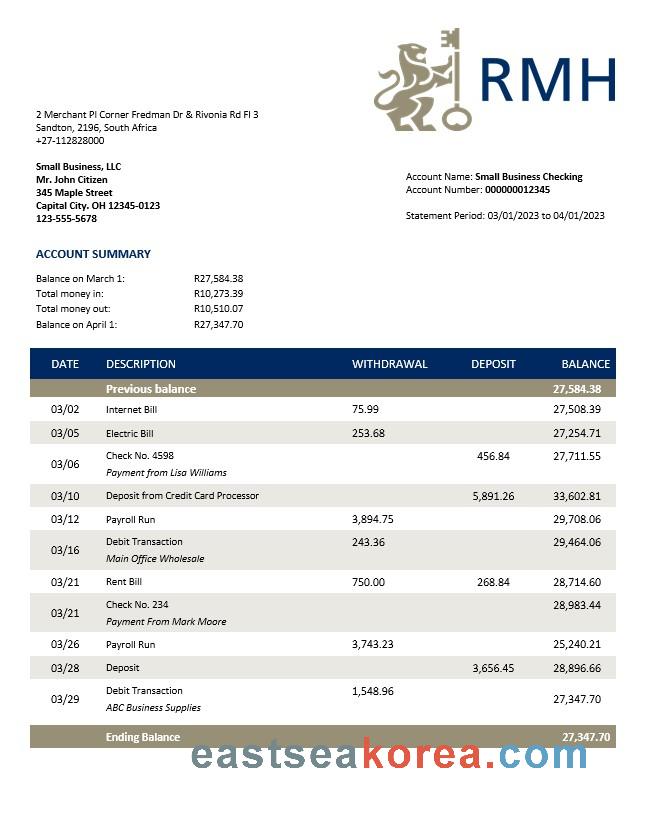 RMH
2 Merchant Pl Corner Fredman Dr & Rivonia Rd Fl 3
Sandton, 2196, South Africa
+27-112828000
Small Business, LLC
Mr. John Citizen
345 Maple Street
Capital City. OH 12345-0123
123-555-5678
Account Name: Small Business Checking
Account Number: 000000012345
Statement Period: 03/01/2023 to 04/01/2023
ACCOUNT SUMMARY
Balance on March 1: R27,584.38
Total money in: R10,273.39
Total money out: R10,510.07
Balance on April 1: R27,347.70
DATE DESCRIPTION WITHDRAWAL DEPOSIT BALANCE
Previous balance 27,584.38
03/02 Internet Bill 75.99 27,508.39
03/05 Electric Bill 253.68 27,254.71
03/06 Check No. 4598 456.84 27,711.55
Payment from Lisa Williams
03/10 Deposit from Credit Card Processor 5,891.26 33,602.81
03/12 Payroll Run 3,894.75 29,708.06
03/16 Debit Transaction 243.36 29,464.06
Main Office Wholesale
03/21 Rent Bill 750.00 268.84 28,714.60
03/21 Check No. 234 28,983.44
Payment From Mark Moore
03/26 Payroll Run 3,743.23 25,240.21
03/28 Deposit 3,656.45 28,896.66
03/29 Debit Transaction 1,548.96 27,347.70
ABC Business Supplies
Ending Balance 27,347.70
eastseakorea.com